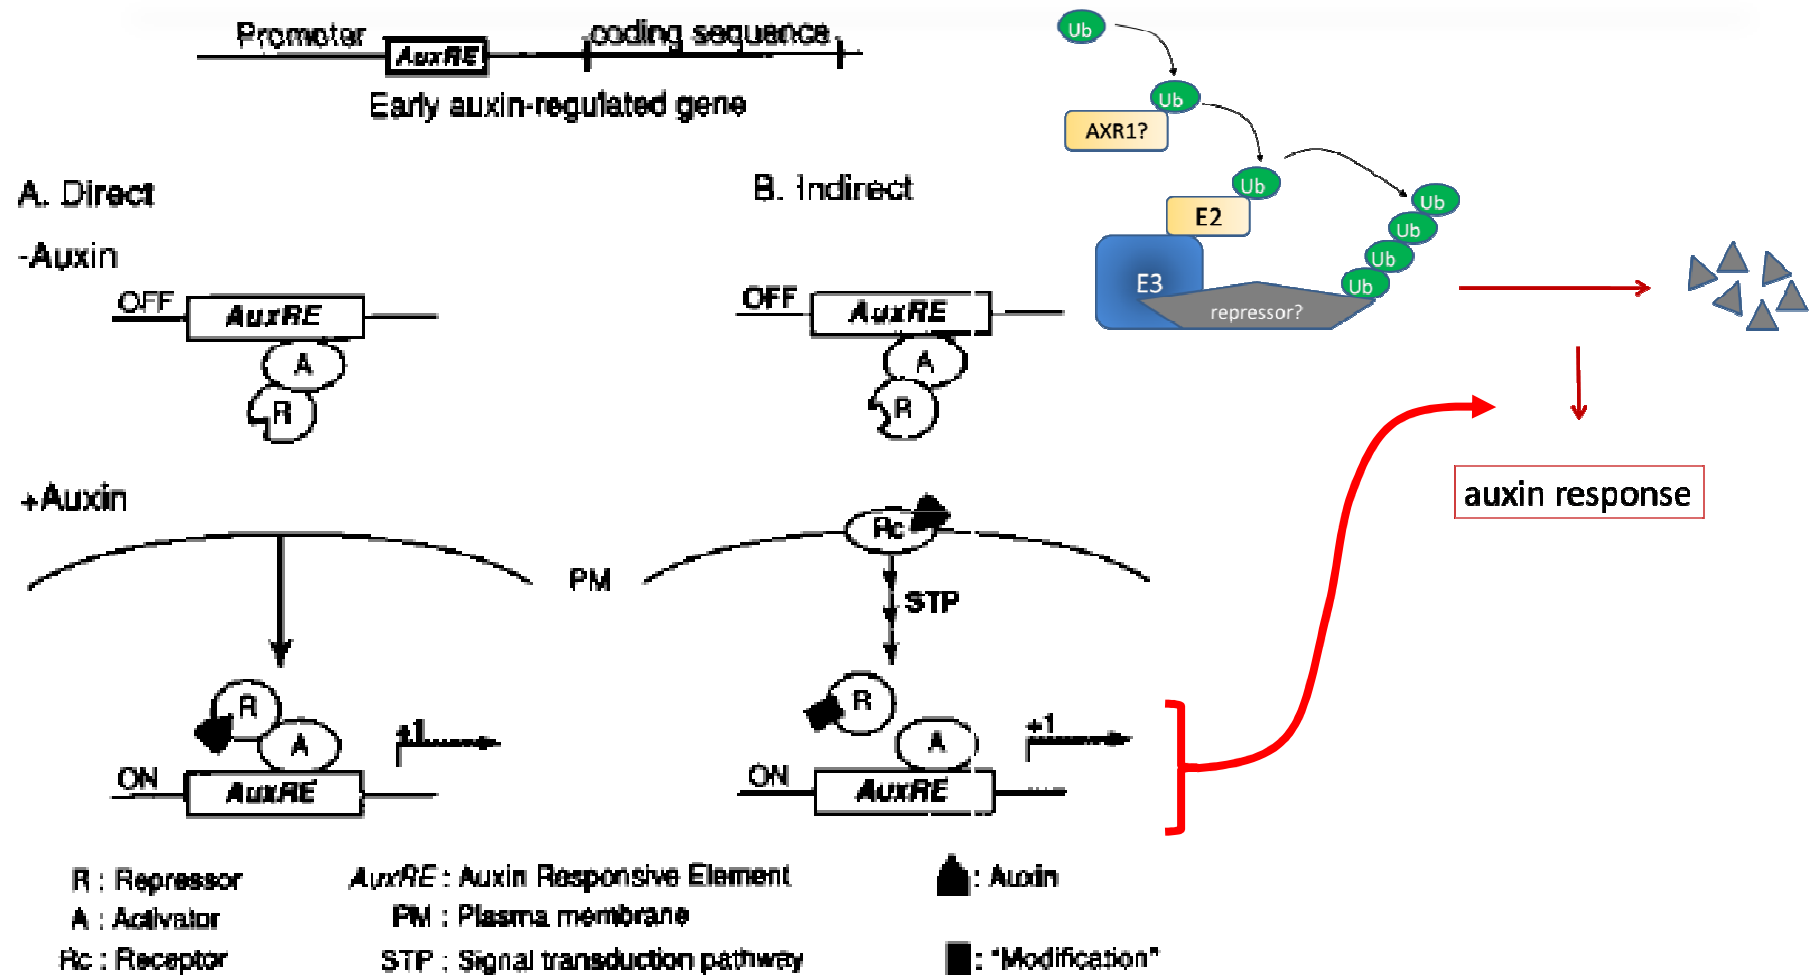 Promoter
AuxRE
coding sequence
Early auxin-regulated gene
A. Direct
-Auxin
OFF
AuxRE
A
R
+Auxin
PM
R
A
+1
ON
AuxRE
B. Indirect
OFF
AuxRE
A
R
Rc
STP
R
A
+1
ON
AuxRE
Ub
Ub
AXR1?
Ub
E2
E3
repressor?
Ub
Ub
Ub
Ub
auxin response
R : Repressor
A : Activator
Rc : Receptor
AuxRE : Auxin Responsive Element
PM : Plasma membrane
STP : Signal transduction pathway
: Auxin
: "Modification"